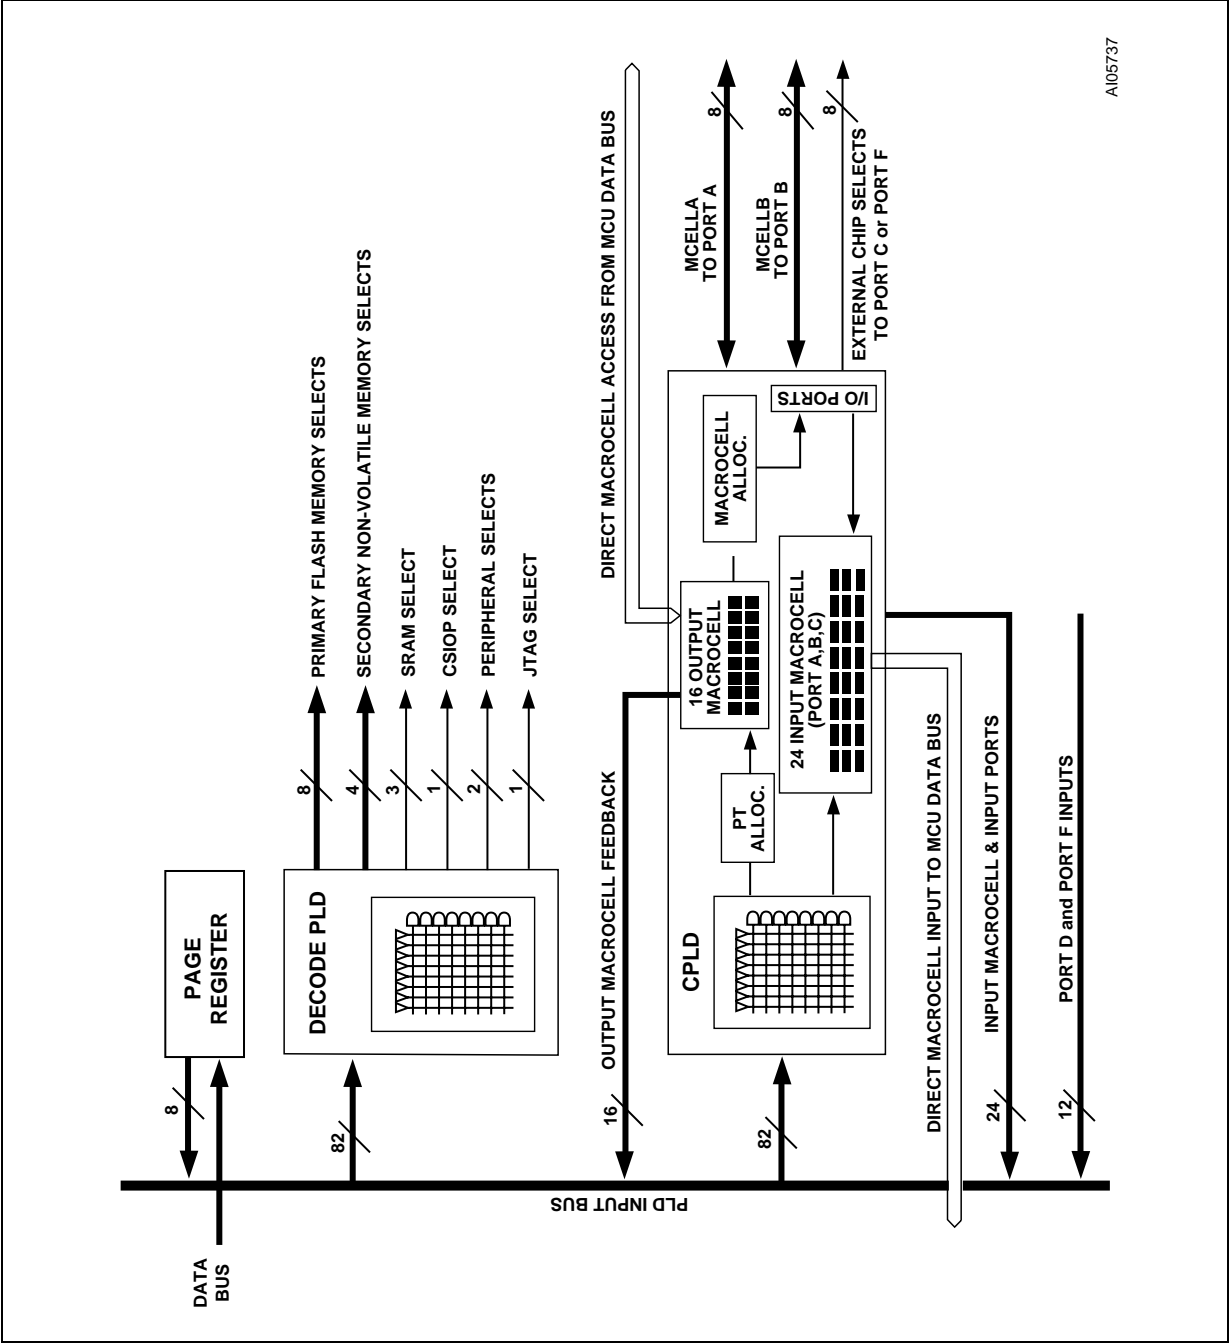 DATA
BUS
8
PAGE
REGISTER
PLD INPUT BUS
82
DECODE PLD
8
PRIMARY FLASH MEMORY SELECTS
4
SECONDARY NON-VOLATILE MEMORY SELECTS
3
SRAM SELECT
1
CSIOP SELECT
2
PERIPHERAL SELECTS
1
JTAG SELECT
16
OUTPUT MACROCELL FEEDBACK
DIRECT MACROCELL ACCESS FROM MCU DATA BUS
82
CPLD
PT
ALLOC.
16 OUTPUT
MACROCELL
MACROCELL
ALLOC.
I/O PORTS
24 INPUT MACROCELL
(PORT A,B,C)
MCELLA
TO PORT A
8
MCELLB
TO PORT B
8
EXTERNAL CHIP SELECTS
TO PORT C or PORT F
8
DIRECT MACROCELL INPUT TO MCU DATA BUS
24
INPUT MACROCELL & INPUT PORTS
12
PORT D and PORT F INPUTS
AI05737